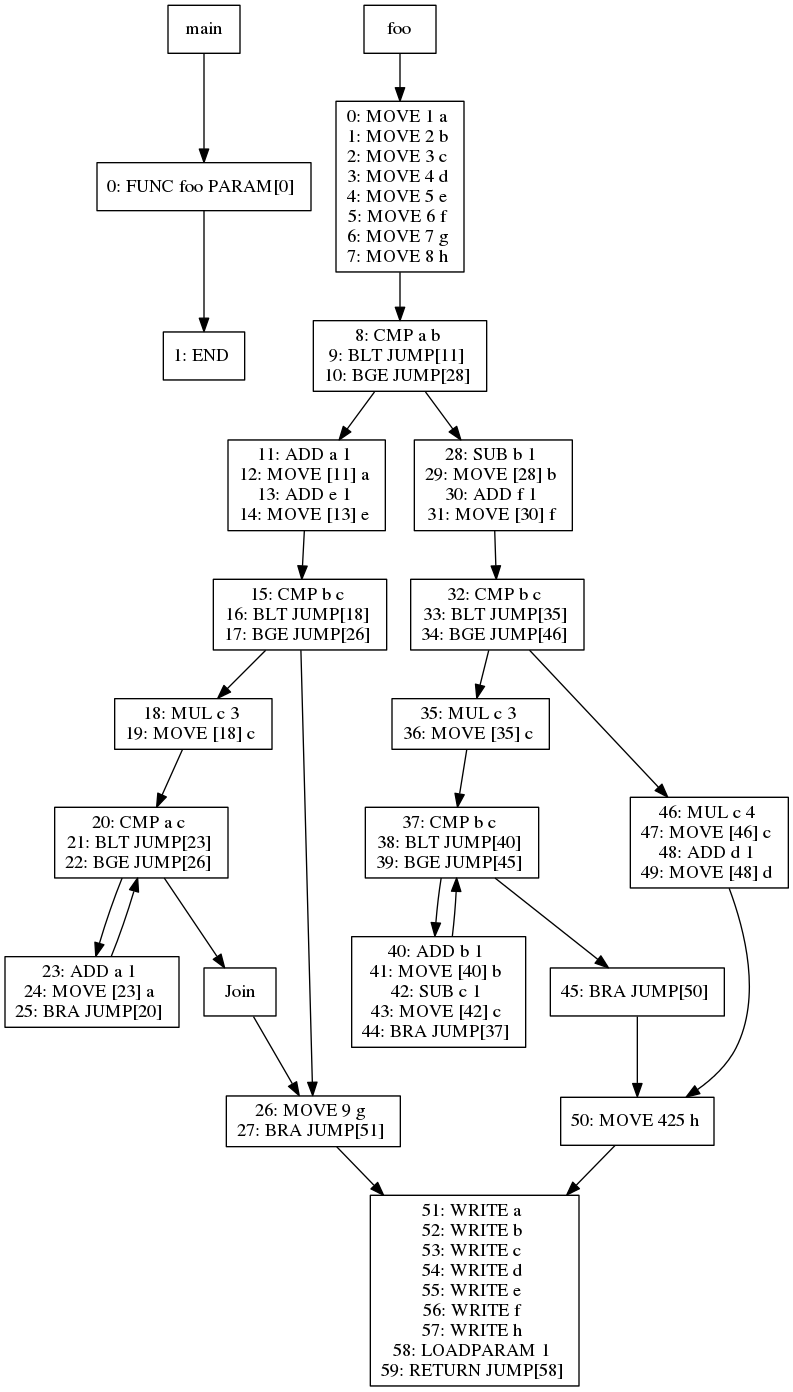 main
0: FUNC foo PARAM[0]
1: END
foo
0: MOVE 1 a
1: MOVE 2 b
2: MOVE 3 c
3: MOVE 4 d
4: MOVE 5 e
5: MOVE 6 f
6: MOVE 7 g
7: MOVE 8 h
8: CMP a b
9: BLT JUMP[11]
10: BGE JUMP[28]
11: ADD a 1
12: MOVE [11] a
13: ADD e 1
14: MOVE [13] e
28: SUB b 1
29: MOVE [28] b
30: ADD f 1
31: MOVE [30] f
15: CMP b c
16: BLT JUMP[18]
17: BGE JUMP[26]
32: CMP b c
33: BLT JUMP[35]
34: BGE JUMP[46]
18: MUL c 3
19: MOVE [18] c
35: MUL c 3
36: MOVE [35] c
20: CMP a c
21: BLT JUMP[23]
22: BGE JUMP[26]
37: CMP b c
38: BLT JUMP[40]
39: BGE JUMP[45]
46: MUL c 4
47: MOVE [46] c
48: ADD d 1
49: MOVE [48] d
23: ADD a 1
24: MOVE [23] a
25: BRA JUMP[20]
Join
40: ADD b 1
41: MOVE [40] b
42: SUB c 1
43: MOVE [42] c
44: BRA JUMP[37]
45: BRA JUMP[50]
26: MOVE 9 g
27: BRA JUMP[51]
50: MOVE 425 h
51: WRITE a
52: WRITE b
53: WRITE c
54: WRITE d
55: WRITE e
56: WRITE f
57: WRITE h
58: LOADPARAM 1
59: RETURN JUMP[58]